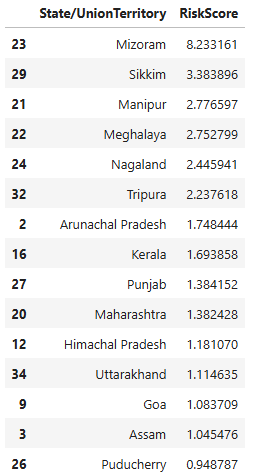 State/UnionTerritory RiskScore
23 Mizoram 8.233161
29 Sikkim 3.383896
21 Manipur 2.776597
22 Meghalaya 2.752799
24 Nagaland 2.445941
32 Tripura 2.237618
2 Arunachal Pradesh 1.748444
16 Kerala 1.693858
27 Punjab 1.384152
20 Maharashtra 1.382428
12 Himachal Pradesh 1.181070
34 Uttarakhand 1.114635
9 Goa 1.083709
3 Assam 1.045476
26 Puducherry 0.948787